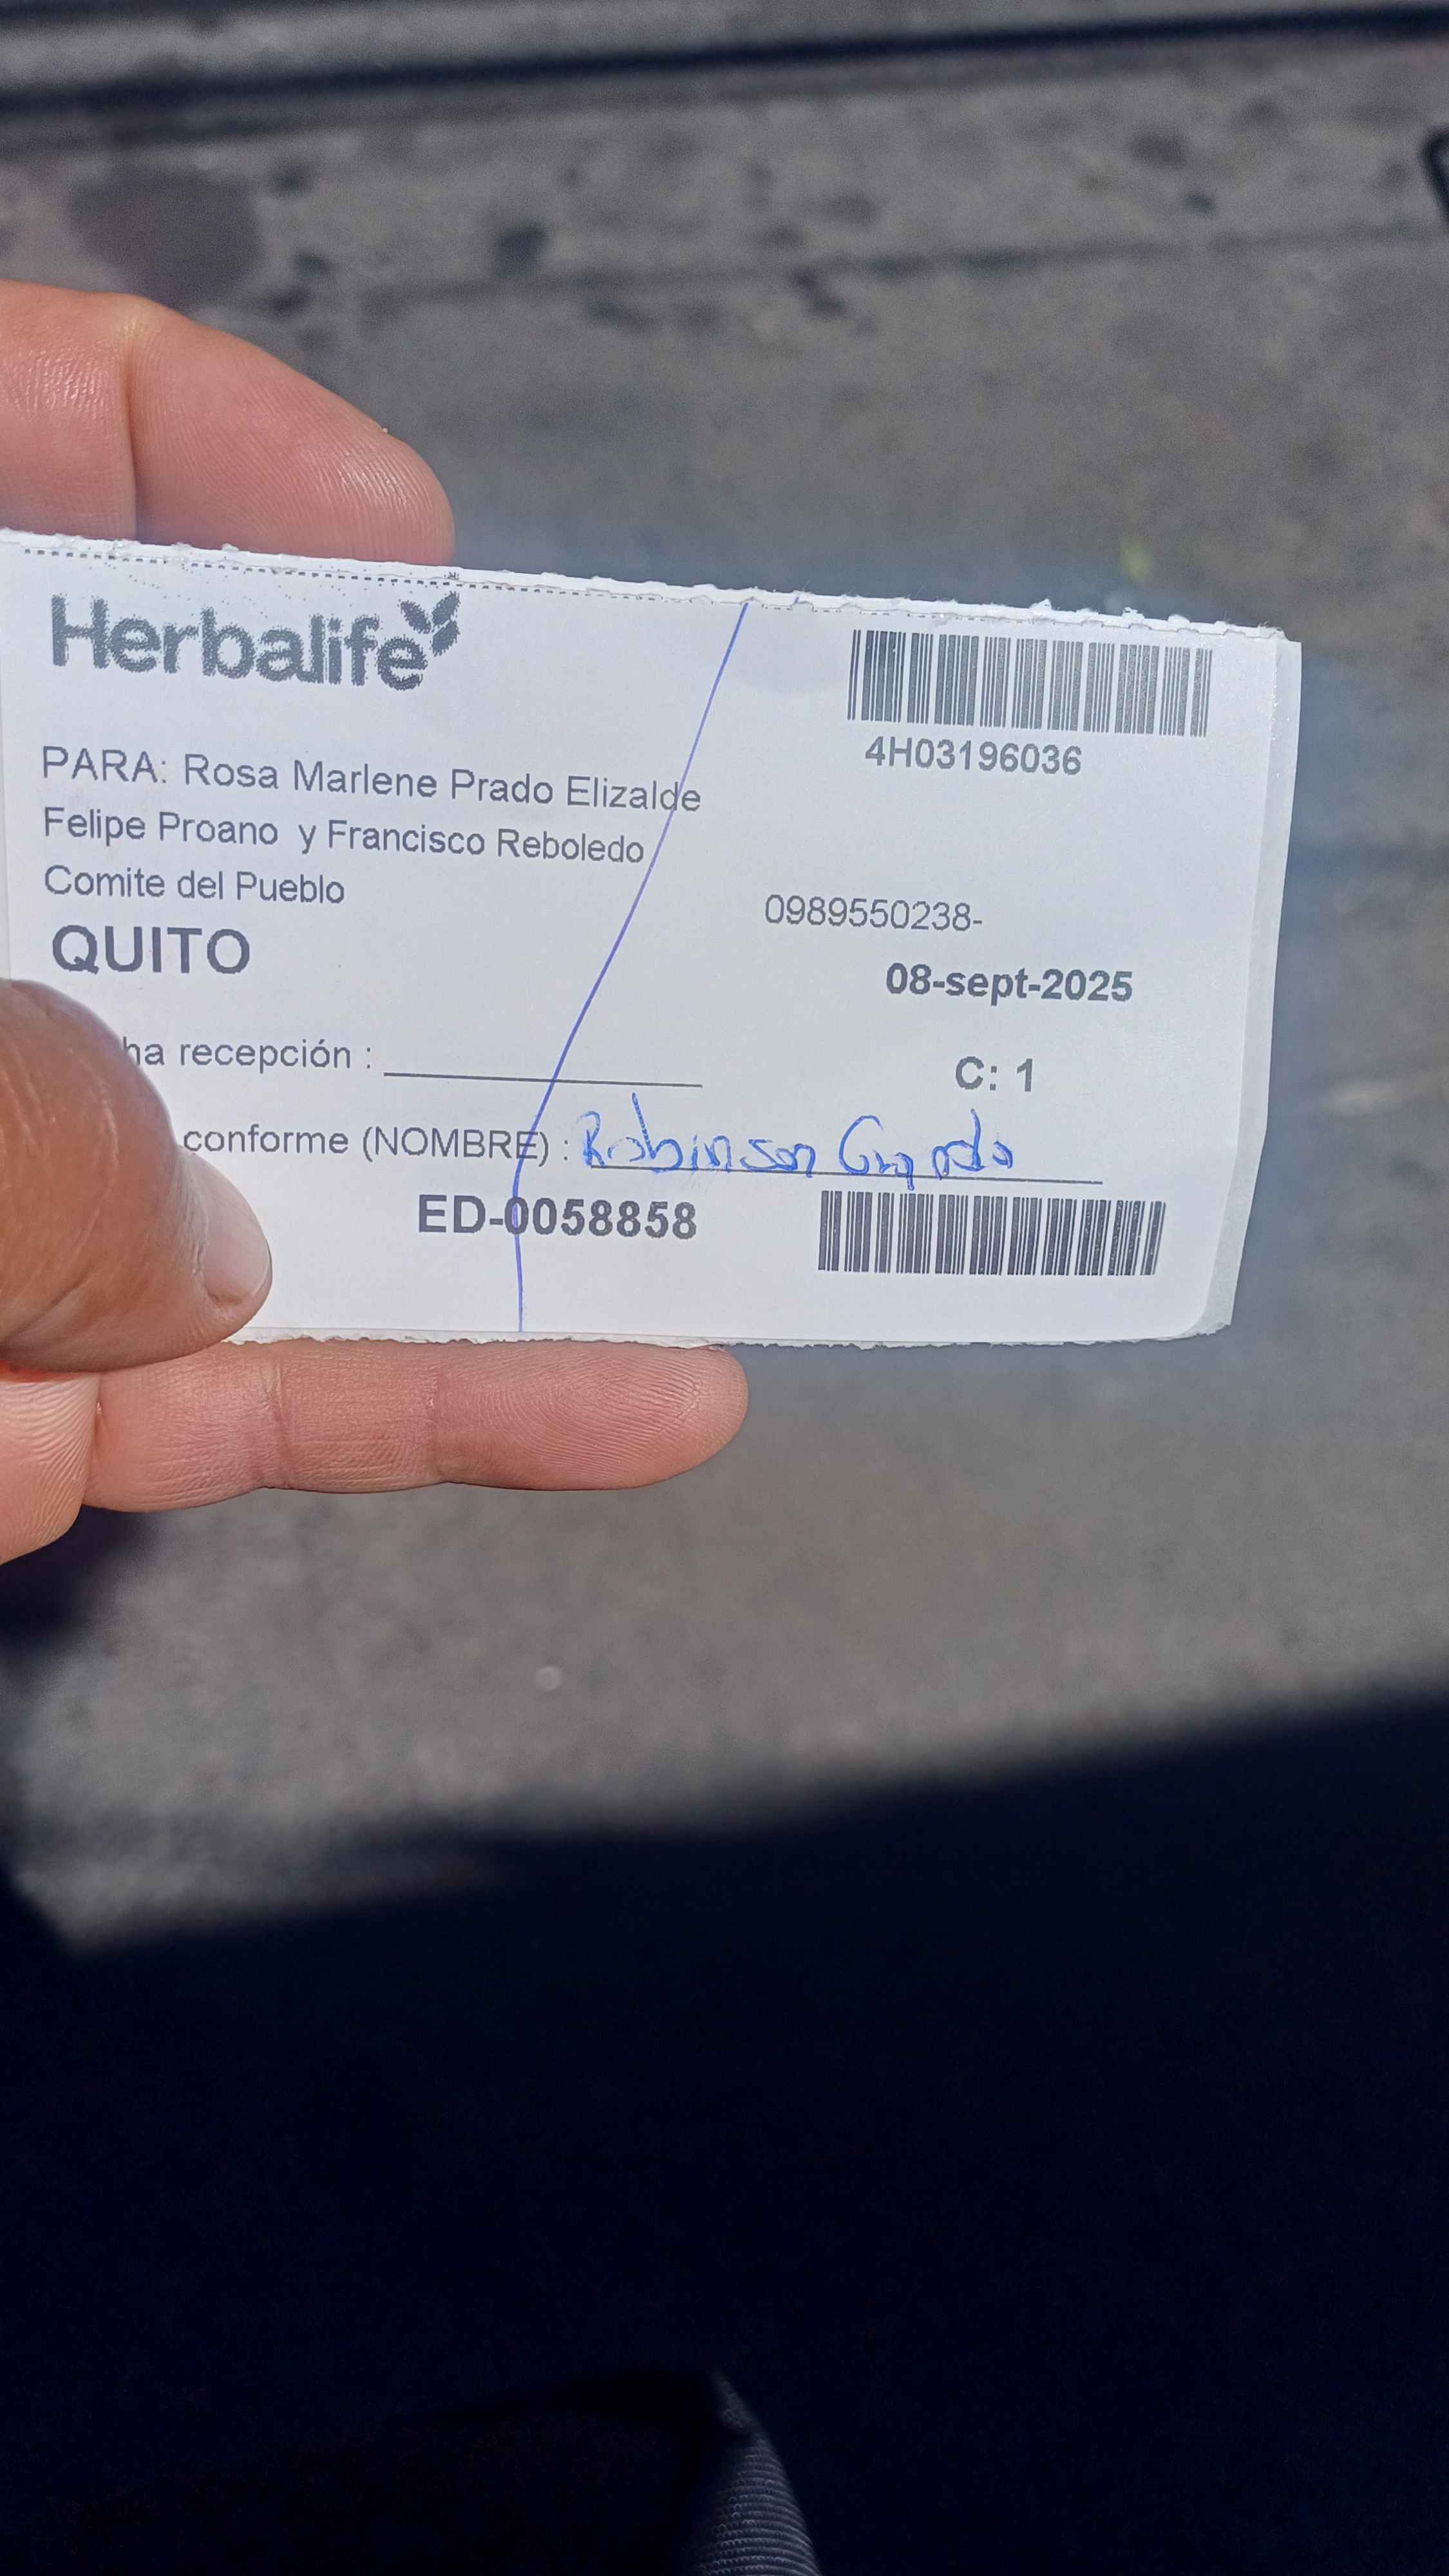 Herbalife
4H03196036
PARA: Rosa Marlene Prado Elizalde
Felipe Proano y Francisco Reboledo
Comite del Pueblo
0989550238-
QUITO
08-sept-2025
ha recepción :
C: 1
conforme (NOMBRE) : Robinson
ED-0058858